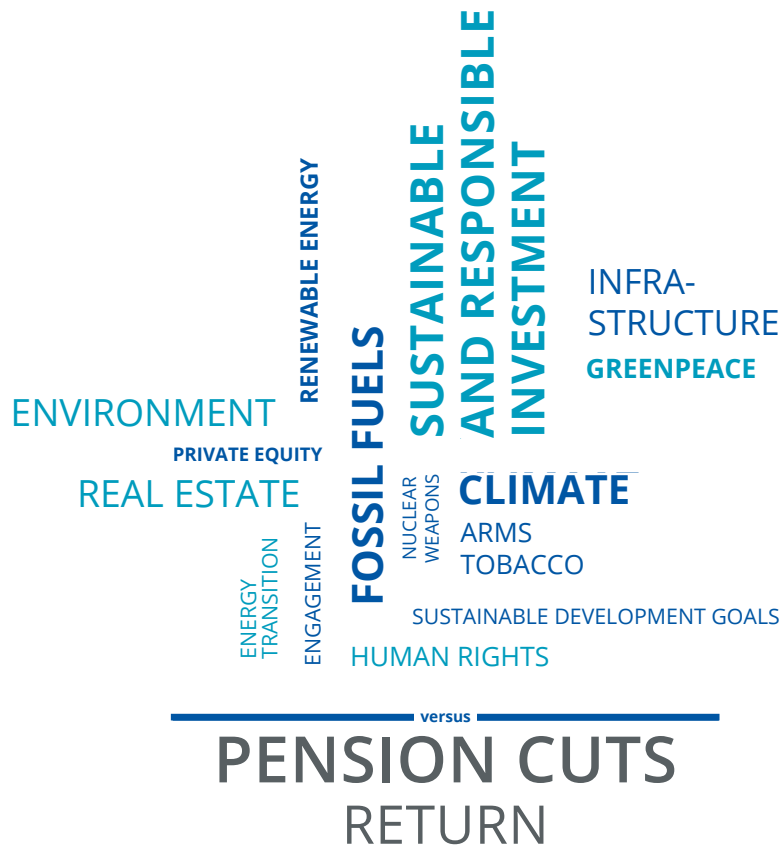 SUSTAINABLE
AND RESPONSIBLE
INVESTMENT
RENEWABLE ENERGY
INFRA-
STRUCTURE
GREENPEACE
FOSSIL FUELS
ENVIRONMENT
PRIVATE EQUITY
REAL ESTATE
NUCLEAR
WEAPONS
CLIMATE
ARMS
TOBACCO
ENERGY
TRANSITION
ENGAGEMENT
SUSTAINABLE DEVELOPMENT GOALS
HUMAN RIGHTS
versus
PENSION CUTS
RETURN